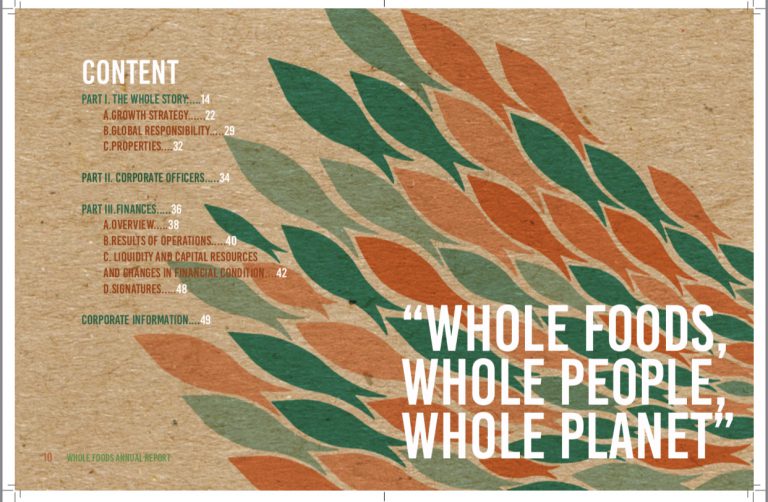 CONTENT
PART I. THE WHOLE STORY.....14
A.GROWTH STRATEGY......22
B.GLOBAL RESPONSIBILITY.....29
C.PROPERTIES....32
PART II. CORPORATE OFFICERS.....34
PART III.FINANCES.....36
A.OVERVIEW.....38
B.RESULTS OF OPERATIONS.....40
C. LIQUIDITY AND CAPITAL RESOURCES
AND CHANGES IN FINANCIAL CONDITION....42
D.SIGNATURES.....48
CORPORATE INFORMATION....49
“WHOLE FOODS,
WHOLE PEOPLE,
WHOLE PLANET”
10 WHOLE FOODS ANNUAL REPORT